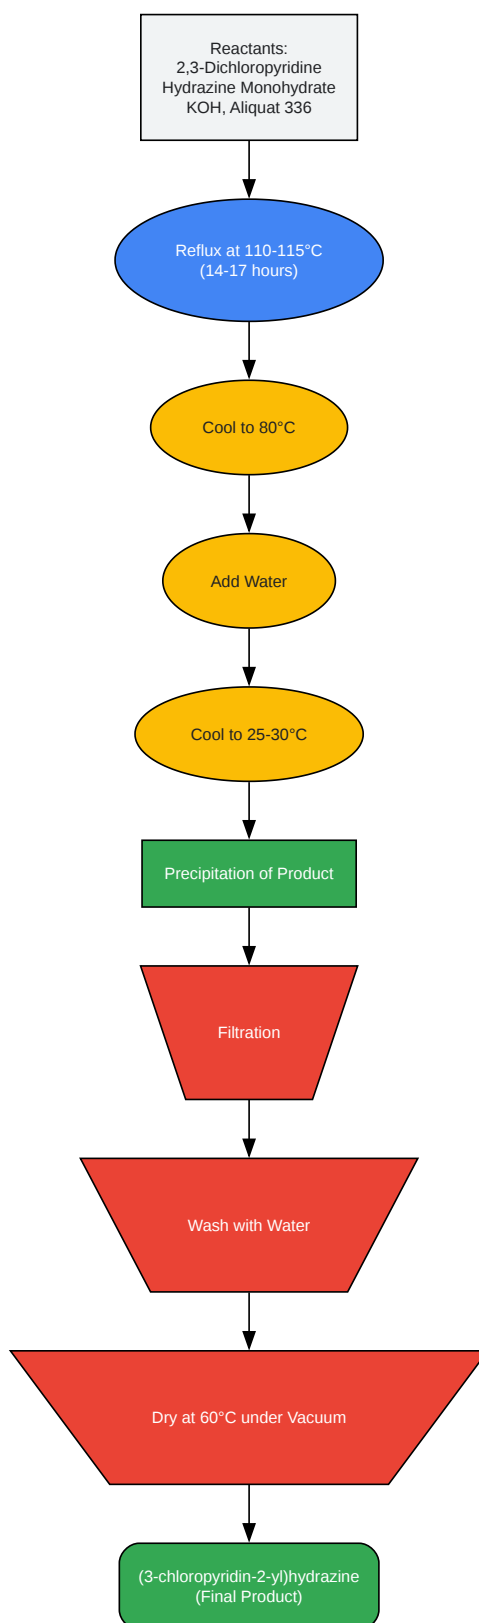 Reactants:
2,3-Dichloropyridine
Hydrazine Monohydrate
KOH, Aliquat 336
Reflux at 110-115°C
(14-17 hours)
Cool to 80°C
Add Water
Cool to 25-30°C
Precipitation of Product
Filtration
Wash with Water
Dry at 60°C under Vacuum
(3-chloropyridin-2-yl)hydrazine
(Final Product)